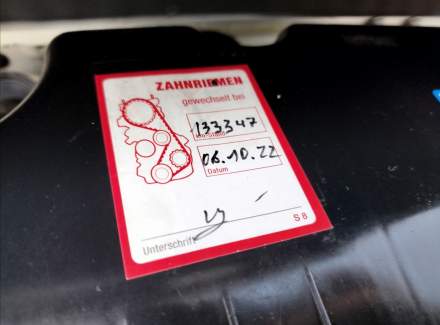 ZAHNRIEMEN
gewechselt bei
133347
06.10.22
Datum
Unterschrift
S 8